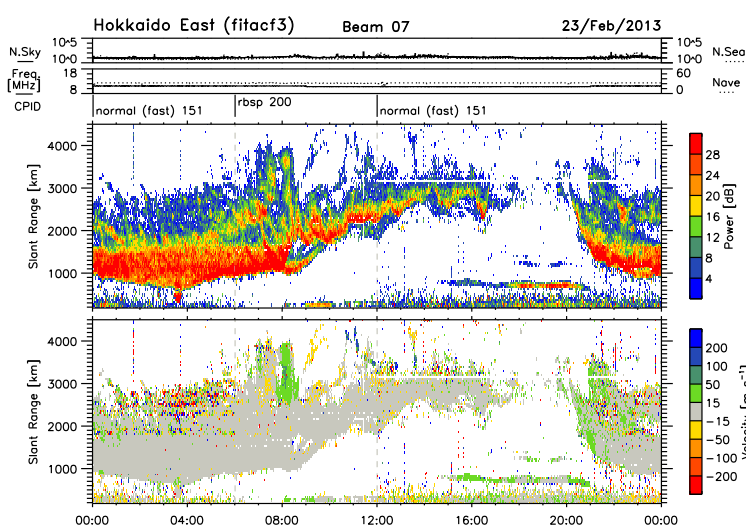 Hokkaido East (fitacf3) Beam 07 23/Feb/2013
N.Sky 10^5 10^0 10^5 10^0 N.Sea
Freq. [MHz] 18 8 60 0 Nave
CPID normal (fast) 151 rbsp 200 normal (fast) 151
Slant Range [km]
4000
3000
2000
1000
28
24
20
16
12
8
4
Power [dB]
Slant Range [km]
4000
3000
2000
1000
200
100
50
15
-15
-50
-100
-200
00:00 04:00 08:00 12:00 16:00 20:00 00:00